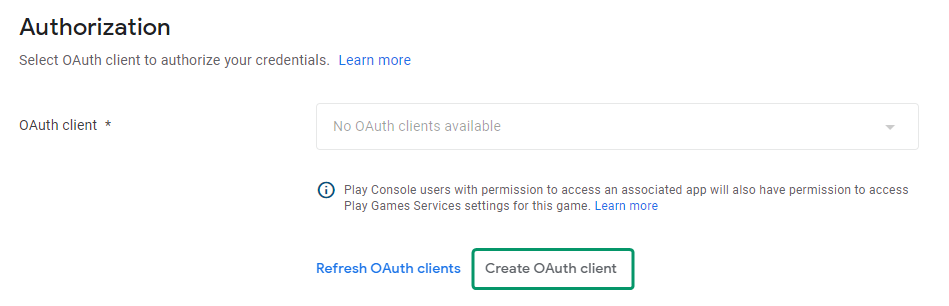 Authorization
Select OAuth client to authorize your credentials. Learn more
OAuth client *
No OAuth clients available
Play Console users with permission to access an associated app will also have permission to access
Play Games Services settings for this game. Learn more
Refresh OAuth clients Create OAuth client